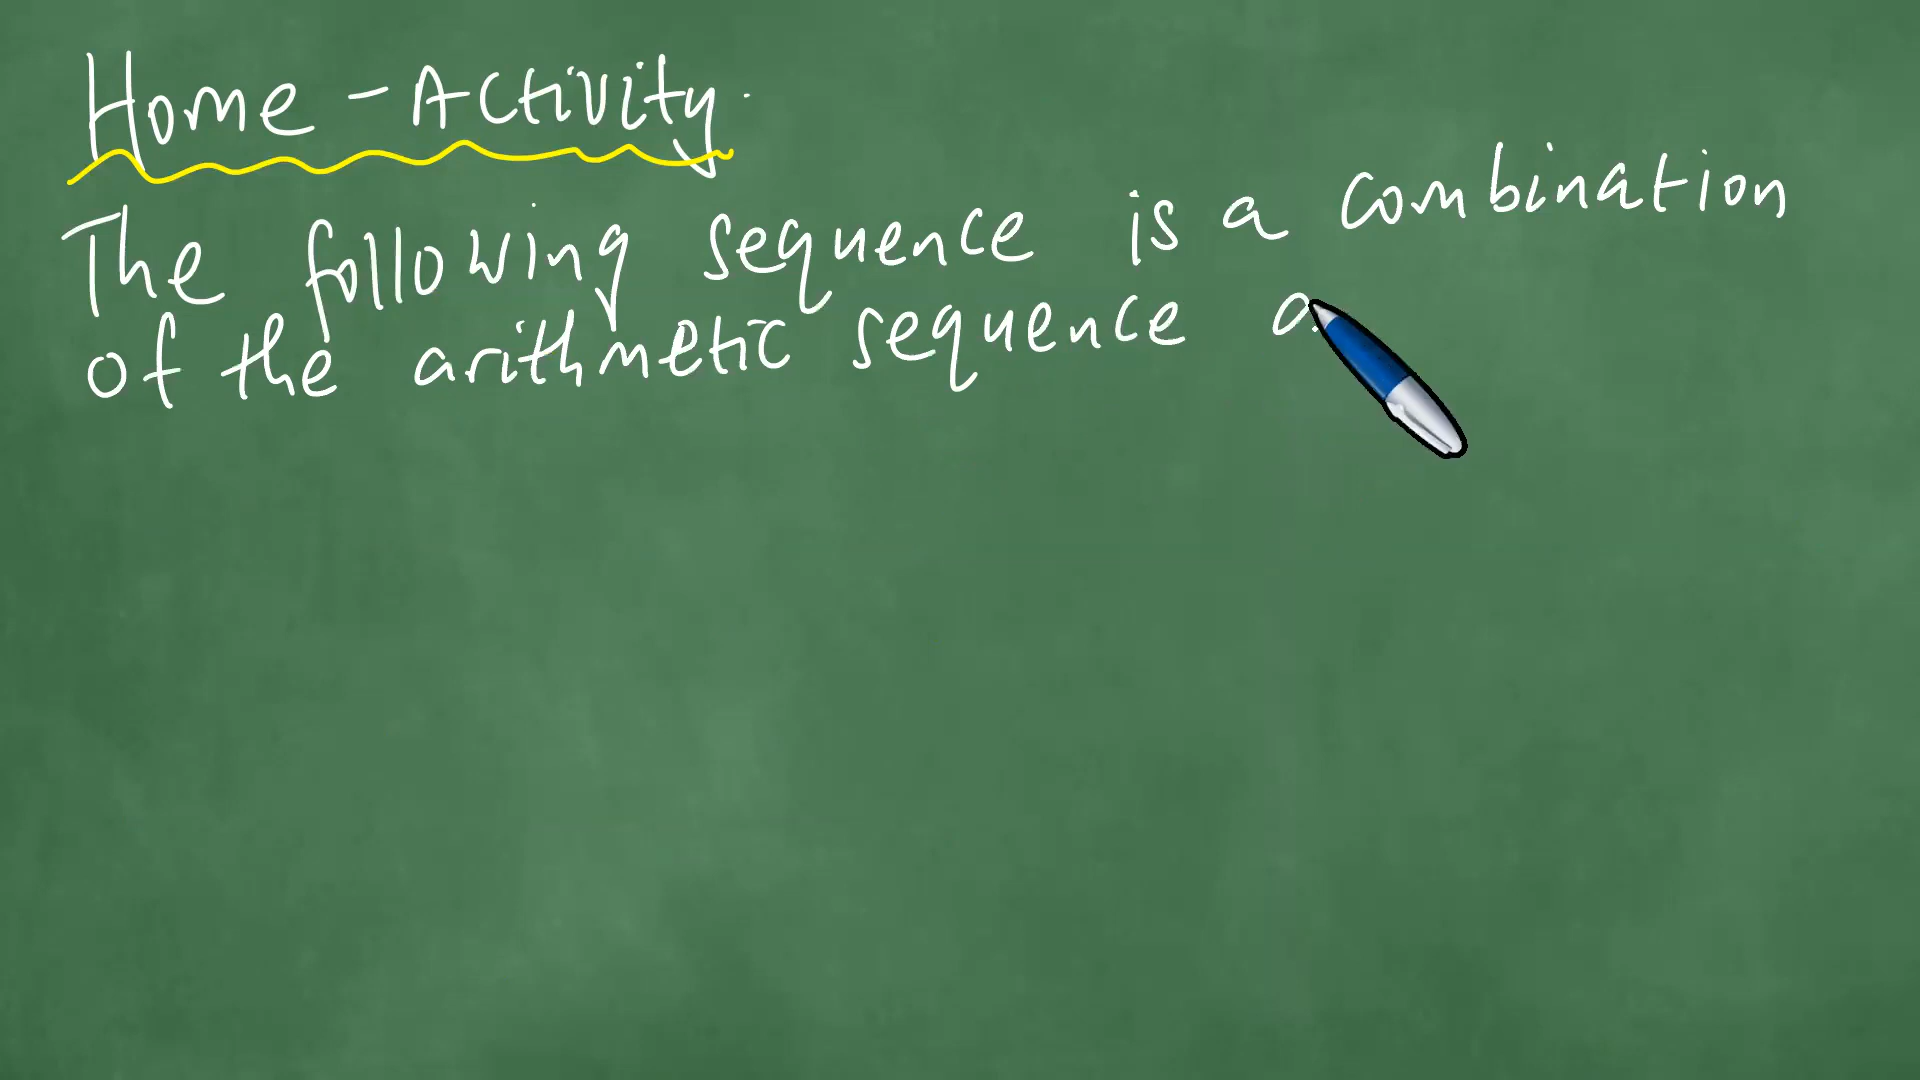 Home - Activity.
The following sequence is a combination
of the arithmetic sequence a